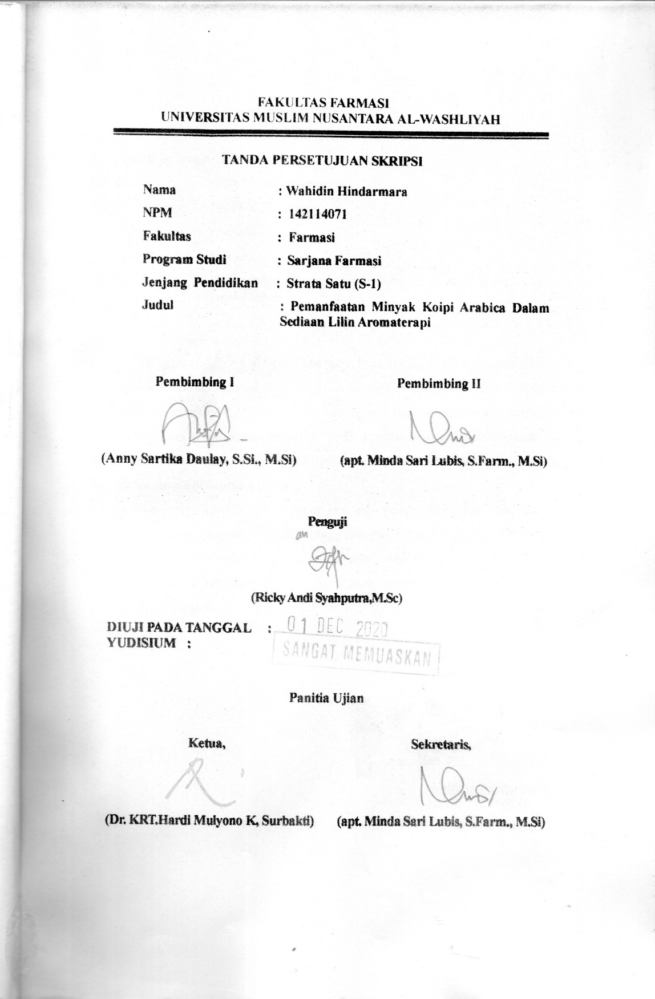 FAKULTAS FARMASI
UNIVERSITAS MUSLIM NUSANTARA AL-WASHLIYAH
TANDA PERSETUJUAN SKRIPSI
Nama : Wahidin Hindarmara
NPM : 142114071
Fakultas : Farmasi
Program Studi : Sarjana Farmasi
Jenjang Pendidikan : Strata Satu (S-1)
Judul : Pemanfaatan Minyak Koipi Arabica Dalam
Sediaan Lilin Aromaterapi
Pembimbing I Pembimbing II
(Anny Sartika Daulay, S.Si., M.Si) (apt. Minda Sari Lubis, S.Farm., M.Si)
Penguji
an
(Ricky Andi Syahputra,M.Sc)
DIUJI PADA TANGGAL : 01 DEC 2020
YUDISIUM : SANGAT MEMUASKAN
Panitia Ujian
Ketua, Sekretaris,
(Dr. KRT.Hardi Mulyono K, Surbakti) (apt. Minda Sari Lubis, S.Farm., M.Si)